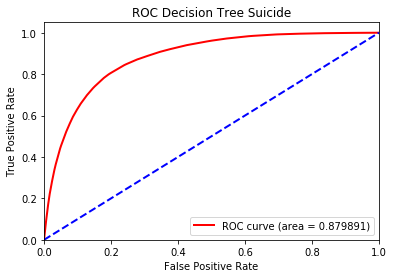 ROC Decision Tree Suicide
True Positive Rate
1.0
0.8
0.6
0.4
0.2
0.0
ROC curve (area = 0.879891)
0.0 0.2 0.4 0.6 0.8 1.0
False Positive Rate